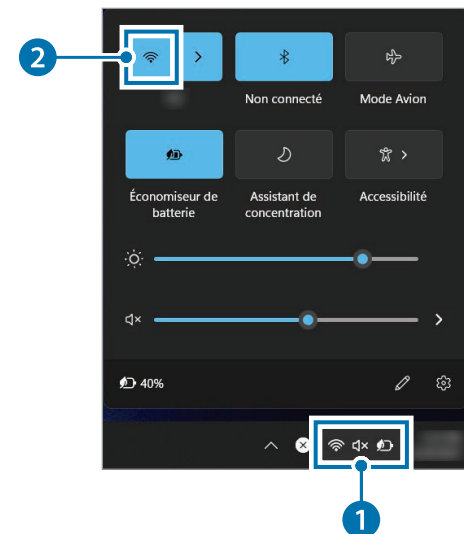 2
Non connecté
Mode Avion
Économiseur de
batterie
Assistant de
concentration
Accessibilité
40%
1